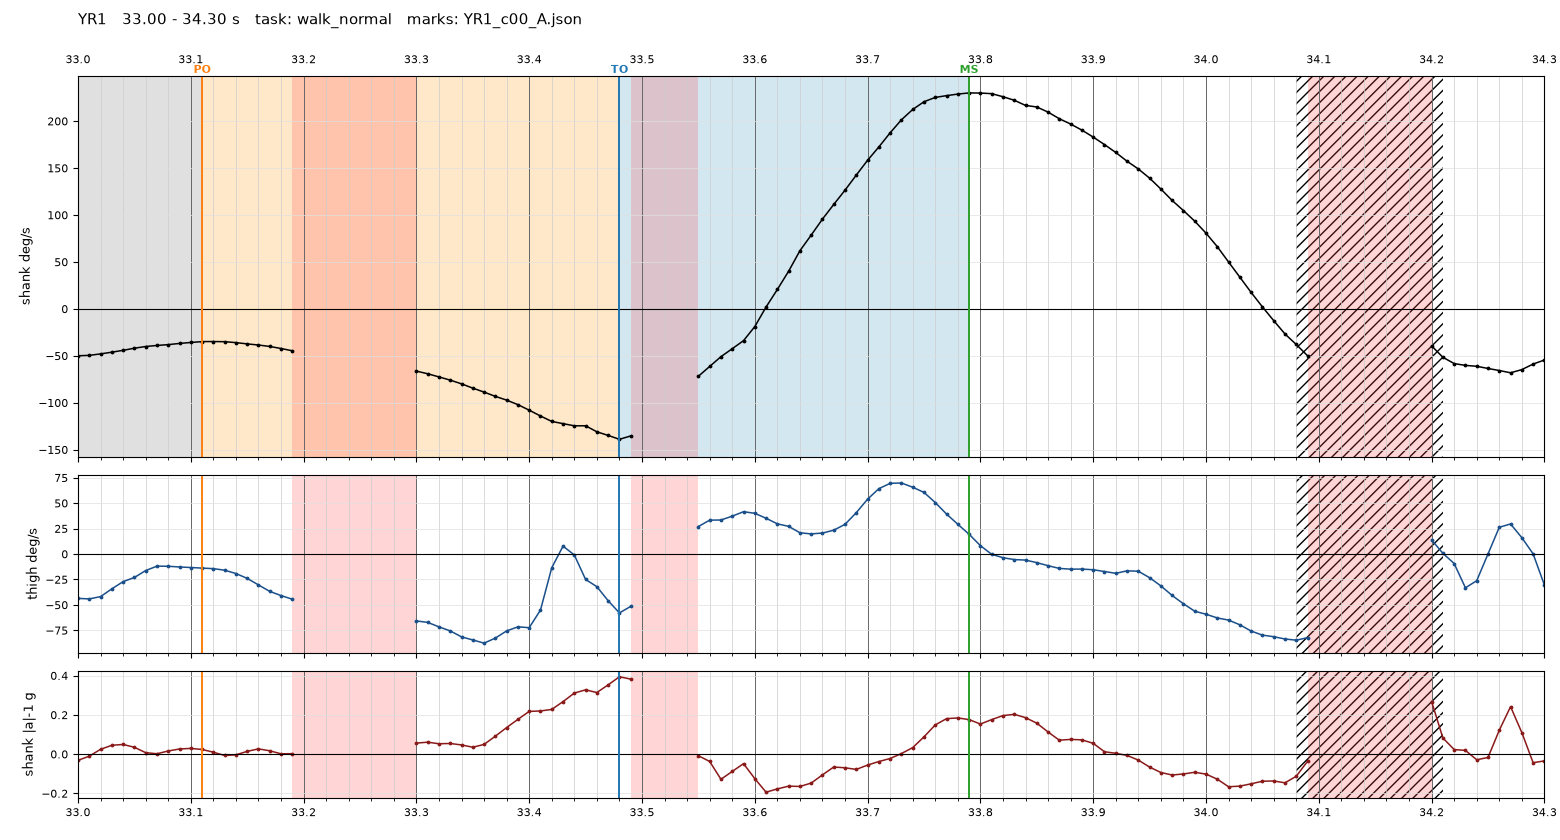 YR1   33.00 - 34.30 s   task: walk_normal   marks: YR1_c00_A.json
33.0 33.1 33.2 33.3 33.4 33.5 33.6 33.7 33.8 33.9 34.0 34.1 34.2 34.3
PO TO MS
shank deg/s
200
150
100
50
0
−50
−100
−150
thigh deg/s
75
50
25
0
−25
−50
−75
shank |a|-1 g
0.4
0.2
0.0
−0.2
33.0 33.1 33.2 33.3 33.4 33.5 33.6 33.7 33.8 33.9 34.0 34.1 34.2 34.3